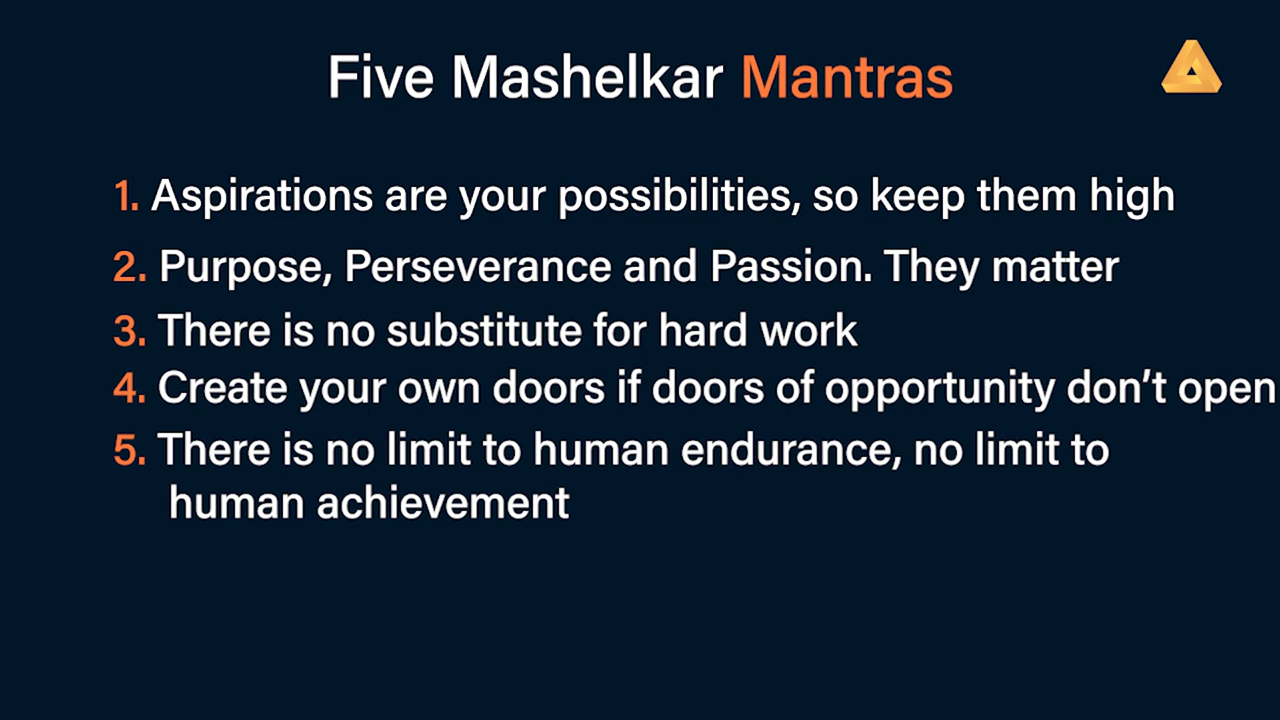 Five Mashelkar Mantras
1. Aspirations are your possibilities, so keep them high
2. Purpose, Perseverance and Passion. They matter
3. There is no substitute for hard work
4. Create your own doors if doors of opportunity don’t open
5. There is no limit to human endurance, no limit to
human achievement